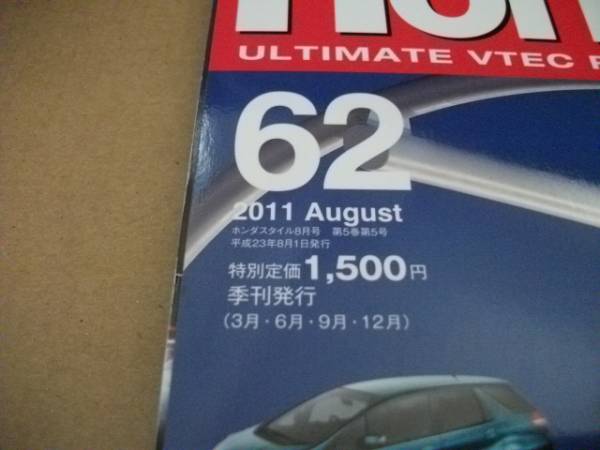 ULTIMATE VTEC
62
2011 August
ホンダスタイル8月号　第5巻第5号
平成23年8月1日発行
特別定価1,500円
季刊発行
（3月・6月・9月・12月）